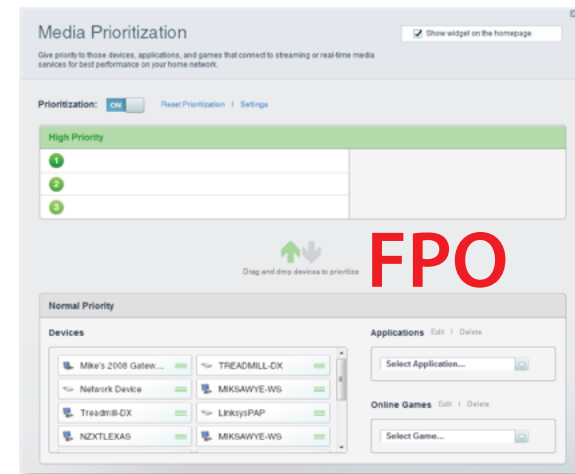 Media Prioritization
Show widget on the homepage
Give priority to those devices, applications, and games that connect to streaming or real-time media
services for best performance on your home network.
Prioritization: ON Reset Prioritization | Settings
High Priority
1
2
3
Drag and drop devices to prioritize
FPO
Normal Priority
Devices
Applications Edit | Delete
Mike's 2008 Gatew... TREADMILL-DX
Select Application...
Network Device MIKSAWYE-WS
Online Games Edit | Delete
Treadmill-DX LinksysPAP
NZXTLEXAS MIKSAWYE-WS
Select Game...